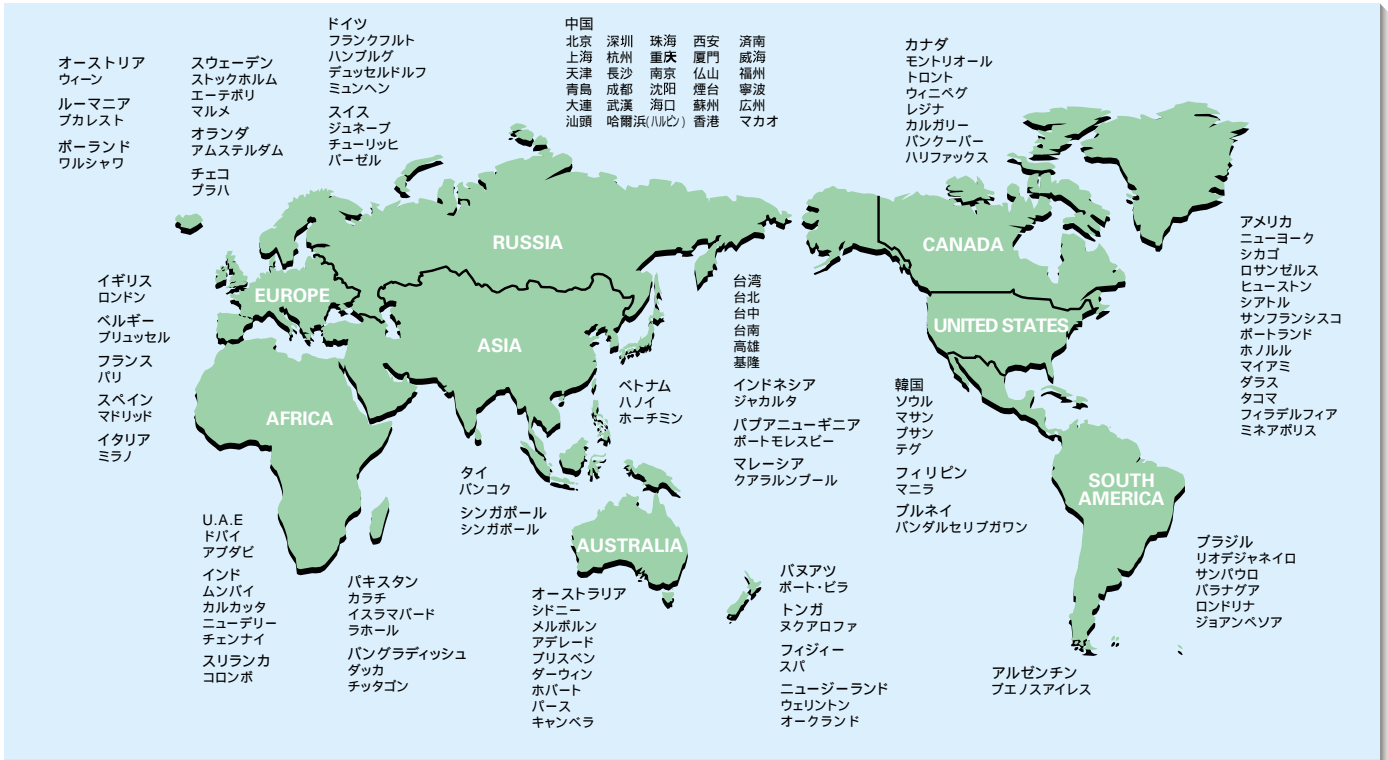 オーストリア
ウィーン
ルーマニア
ブカレスト
ポーランド
ワルシャワ
スウェーデン
ストックホルム
エーテボリ
マルメ
オランダ
アムステルダム
チェコ
プラハ
ドイツ
フランクフルト
ハンブルグ
デュッセルドルフ
ミュンヘン
スイス
ジュネーブ
チューリッヒ
バーゼル
中国
北京 深圳 珠海 西安 済南
上海 杭州 重庆 厦門 威海
天津 長沙 南京 仏山 福州
青島 成都 沈阳 煙台 寧波
大連 武漢 海口 蘇州 広州
汕頭 哈爾浜(ハルピン) 香港 マカオ
カナダ
モントリオール
トロント
ウィニペグ
レジナ
カルガリー
バンクーバー
ハリファックス
アメリカ
ニューヨーク
シカゴ
ロサンゼルス
ヒューストン
シアトル
サンフランシスコ
ポートランド
ホノルル
マイアミ
ダラス
タコマ
フィラデルフィア
ミネアポリス
RUSSIA
CANADA
EUROPE
UNITED STATES
ASIA
AFRICA
SOUTH
AMERICA
AUSTRALIA
イギリス
ロンドン
ベルギー
ブリュッセル
フランス
パリ
スペイン
マドリッド
イタリア
ミラノ
台湾
台北
台中
台南
高雄
基隆
ベトナム
ハノイ
ホーチミン
インドネシア
ジャカルタ
パプアニューギニア
ポートモレスビー
マレーシア
クアラルンプール
韓国
ソウル
マサン
プサン
テグ
フィリピン
マニラ
ブルネイ
バンダルセリブガワン
タイ
バンコク
シンガポール
シンガポール
U.A.E
ドバイ
アブダビ
インド
ムンバイ
カルカッタ
ニューデリー
チェンナイ
スリランカ
コロンボ
パキスタン
カラチ
イスラマバード
ラホール
バングラディッシュ
ダッカ
チッタゴン
オーストラリア
シドニー
メルボルン
アデレード
ブリスベン
ダーウィン
ホバート
パース
キャンベラ
バヌアツ
ポート・ビラ
トンガ
ヌクアロファ
フィジィー
スバ
ニュージーランド
ウェリントン
オークランド
アルゼンチン
ブエノスアイレス
ブラジル
リオデジャネイロ
サンパウロ
パラナグア
ロンドリナ
ジョアンペソア